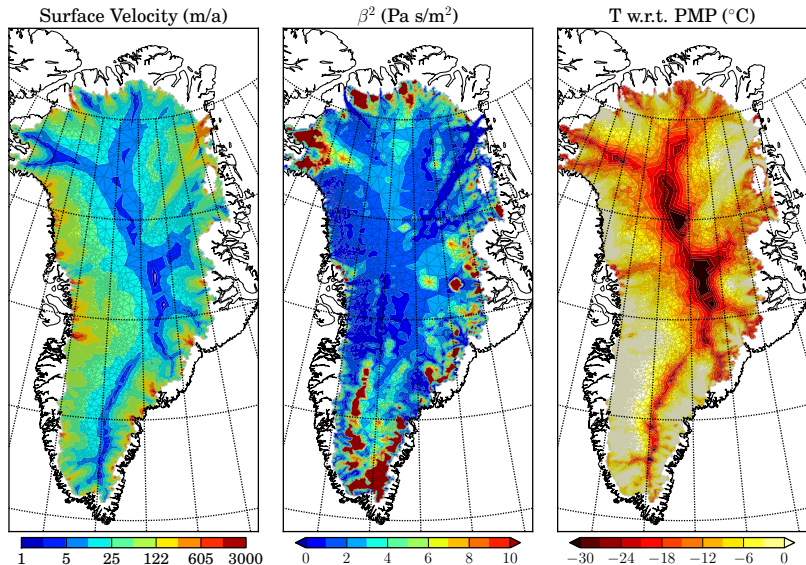 Surface Velocity (m/a)
β² (Pa s/m²)
T w.r.t. PMP (°C)
1 5 25 122 605 3000
0 2 4 6 8 10
−30 −24 −18 −12 −6 0